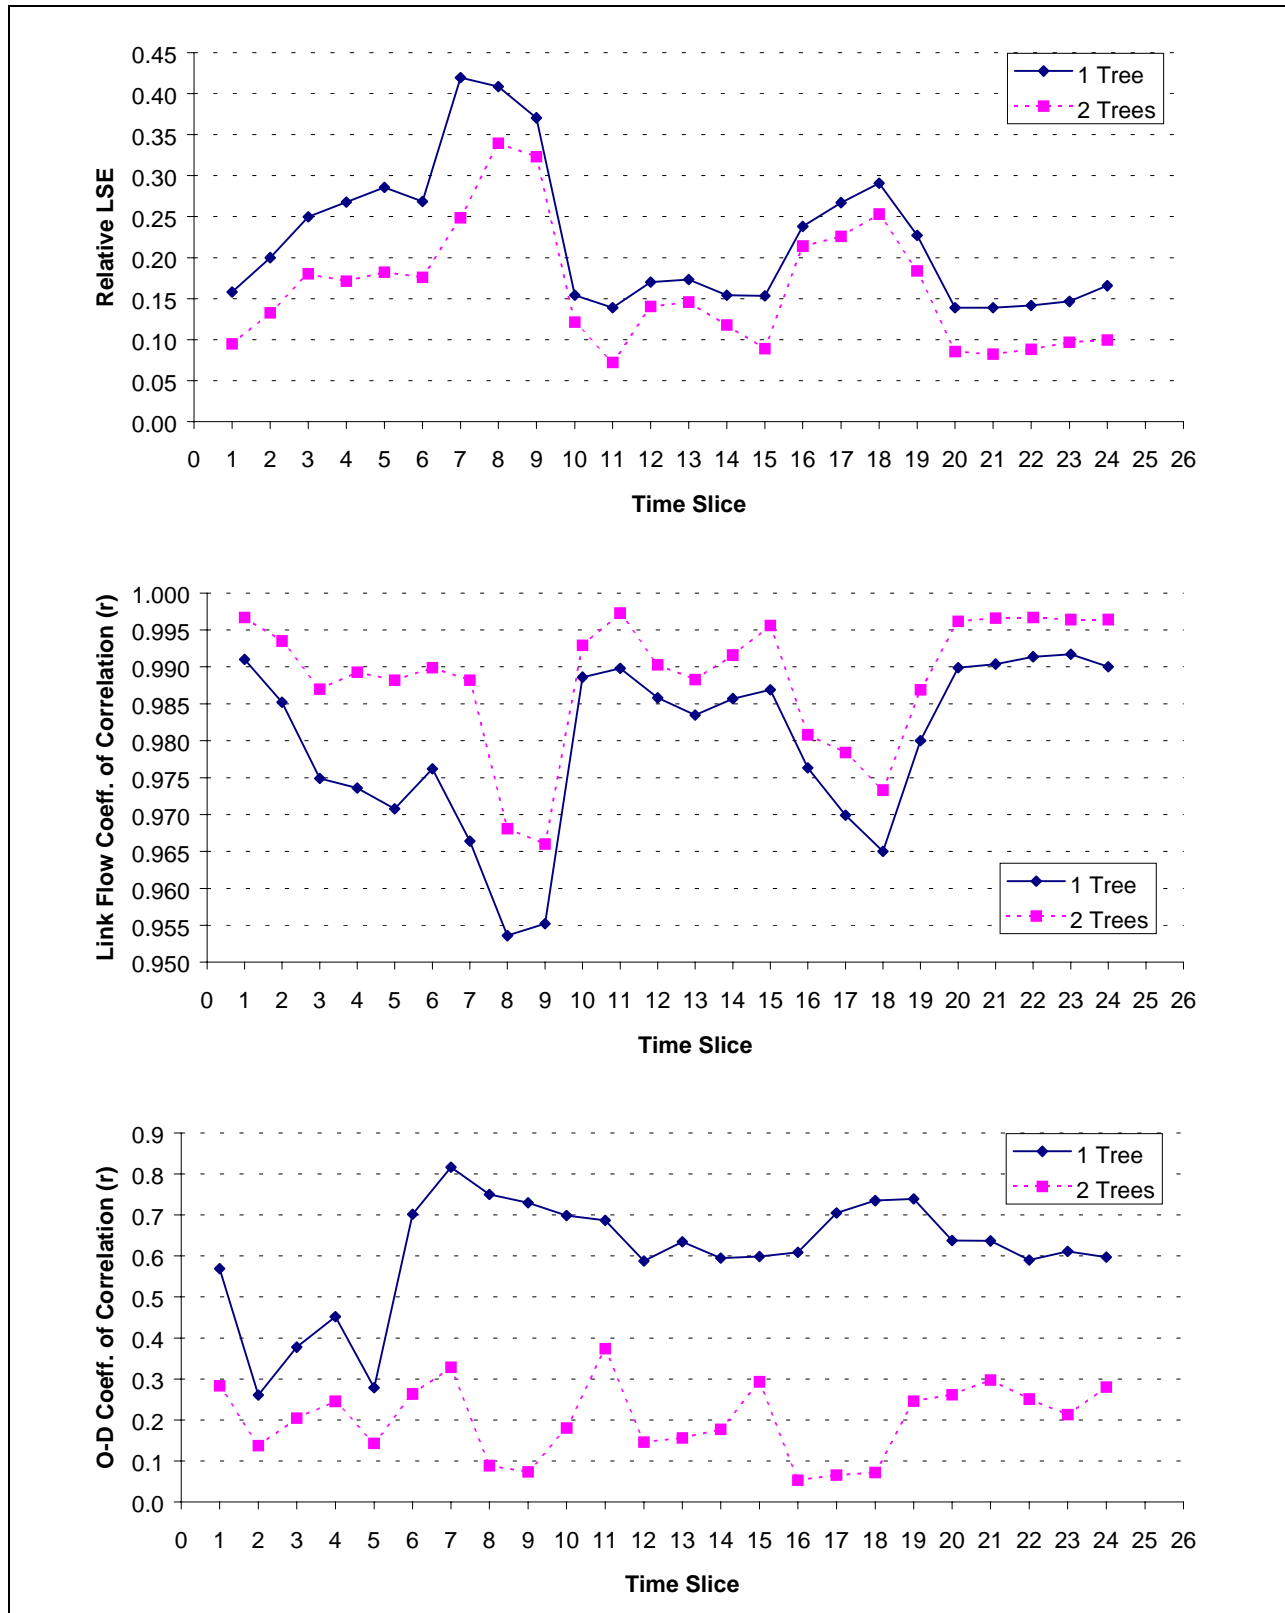 Relative LSE
0.45
0.40
0.35
0.30
0.25
0.20
0.15
0.10
0.05
0.00
1 Tree
2 Trees
0 1 2 3 4 5 6 7 8 9 10 11 12 13 14 15 16 17 18 19 20 21 22 23 24 25 26
Time Slice
Link Flow Coeff. of Correlation (r)
1.000
0.995
0.990
0.985
0.980
0.975
0.970
0.965
0.960
0.955
0.950
1 Tree
2 Trees
0 1 2 3 4 5 6 7 8 9 10 11 12 13 14 15 16 17 18 19 20 21 22 23 24 25 26
Time Slice
O-D Coeff. of Correlation (r)
0.9
0.8
0.7
0.6
0.5
0.4
0.3
0.2
0.1
0.0
1 Tree
2 Trees
0 1 2 3 4 5 6 7 8 9 10 11 12 13 14 15 16 17 18 19 20 21 22 23 24 25 26
Time Slice